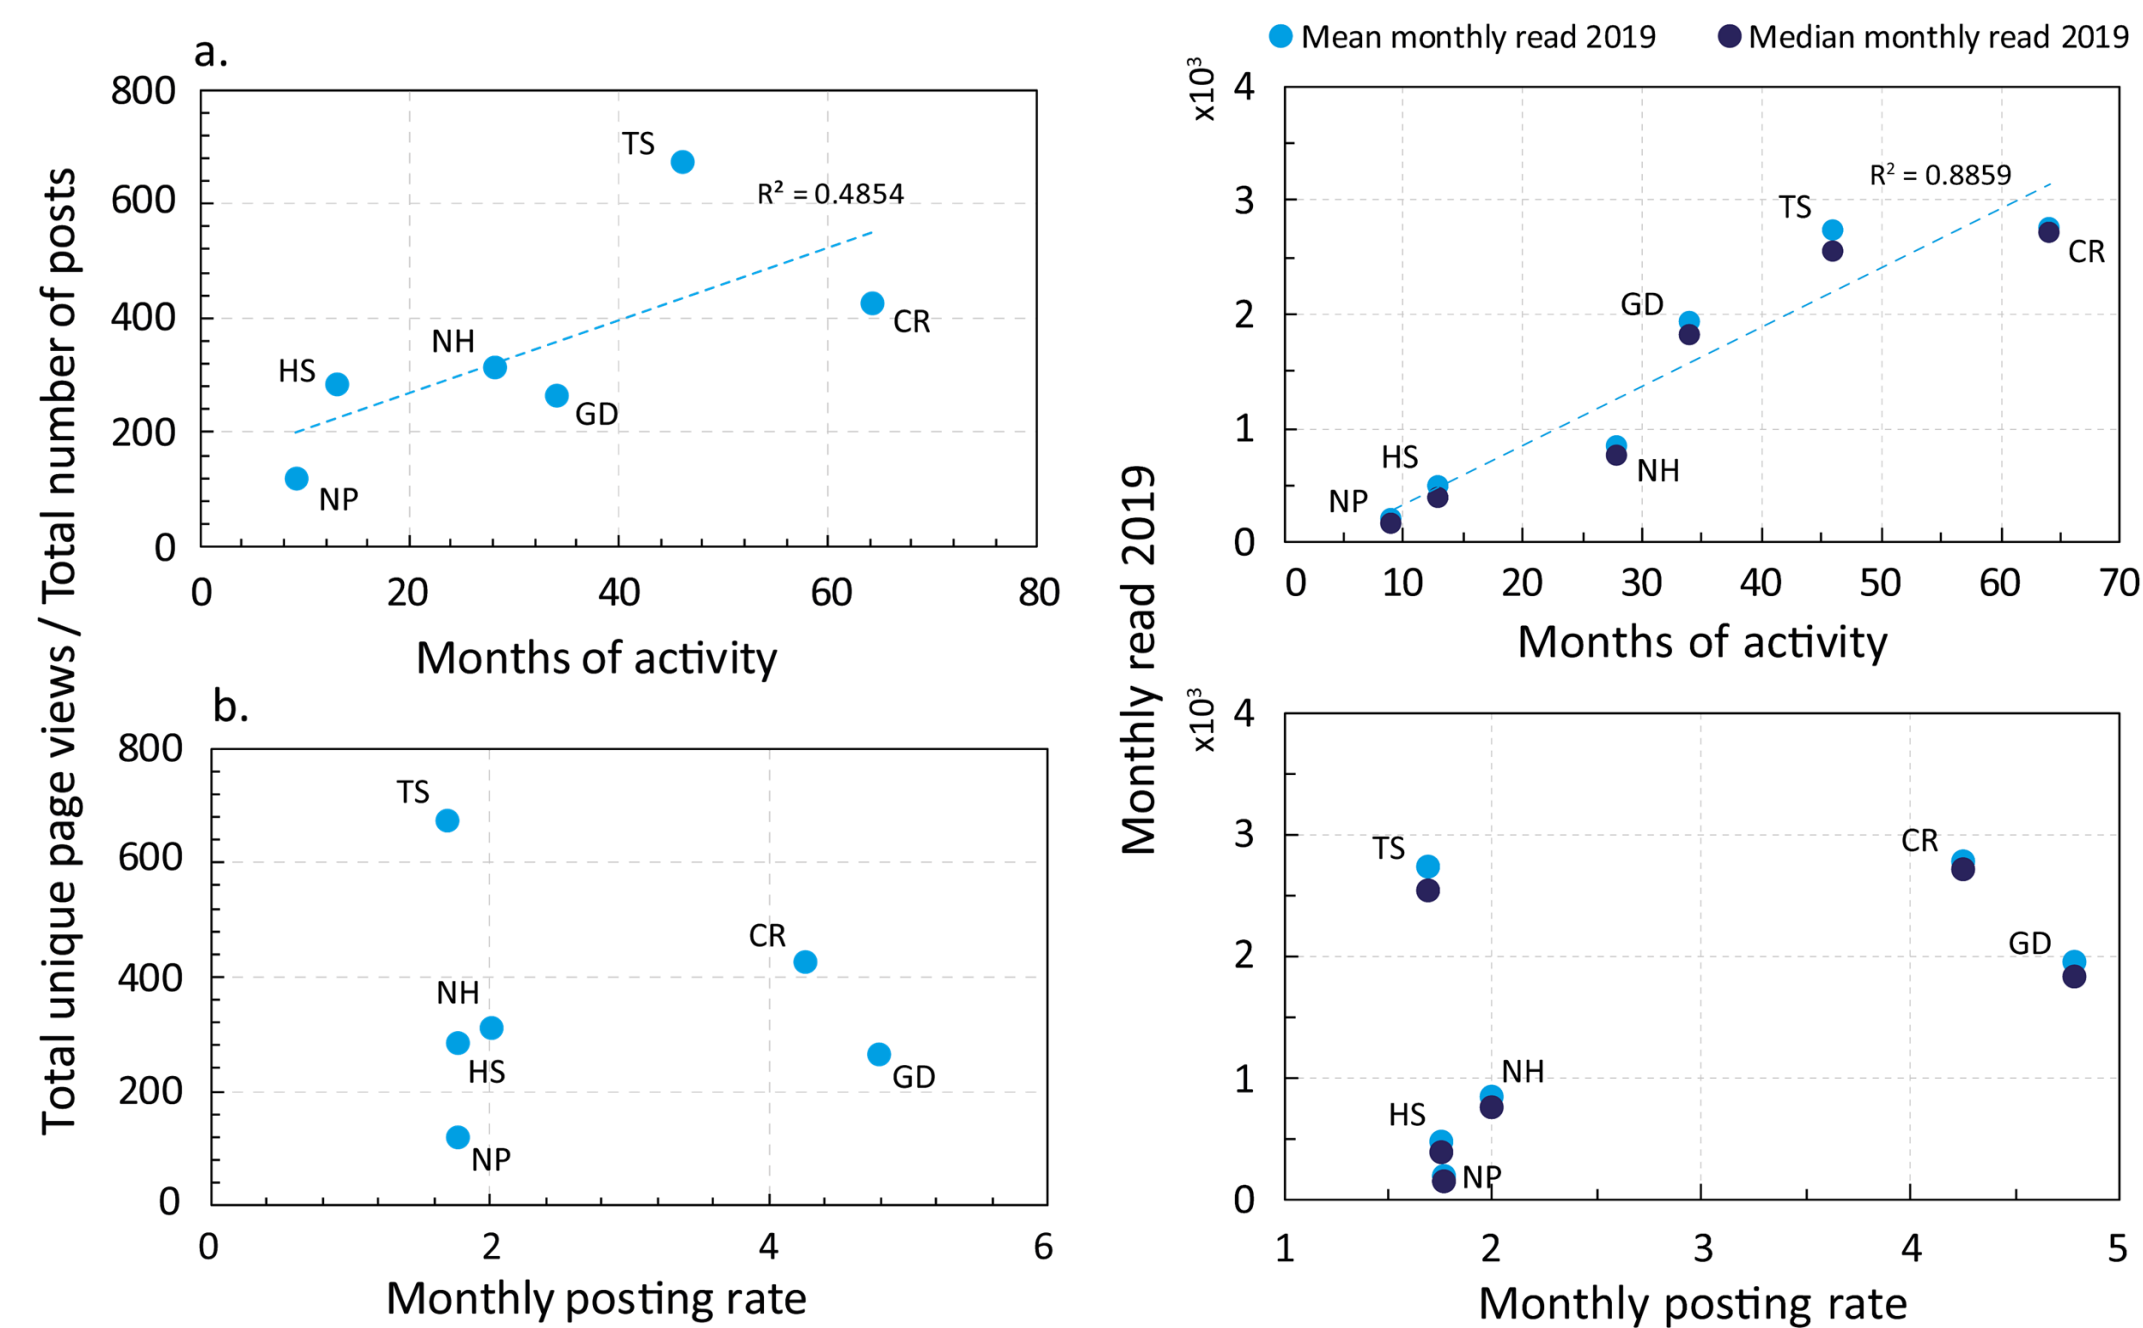 a.
Mean monthly read 2019
Median monthly read 2019
Total unique page views / Total number of posts
800
600
400
200
0
TS
R² = 0.4854
HS
NH
GD
CR
NP
0 20 40 60 80
Months of activity
Monthly read 2019
x10³
4
3
2
1
0
R² = 0.8859
TS
CR
GD
HS
NH
NP
0 10 20 30 40 50 60 70
Months of activity
b.
800
600
400
200
0
TS
CR
NH
HS
GD
NP
0 2 4 6
Monthly posting rate
x10³
4
3
2
1
0
TS
CR
GD
NH
HS
NP
1 2 3 4 5
Monthly posting rate